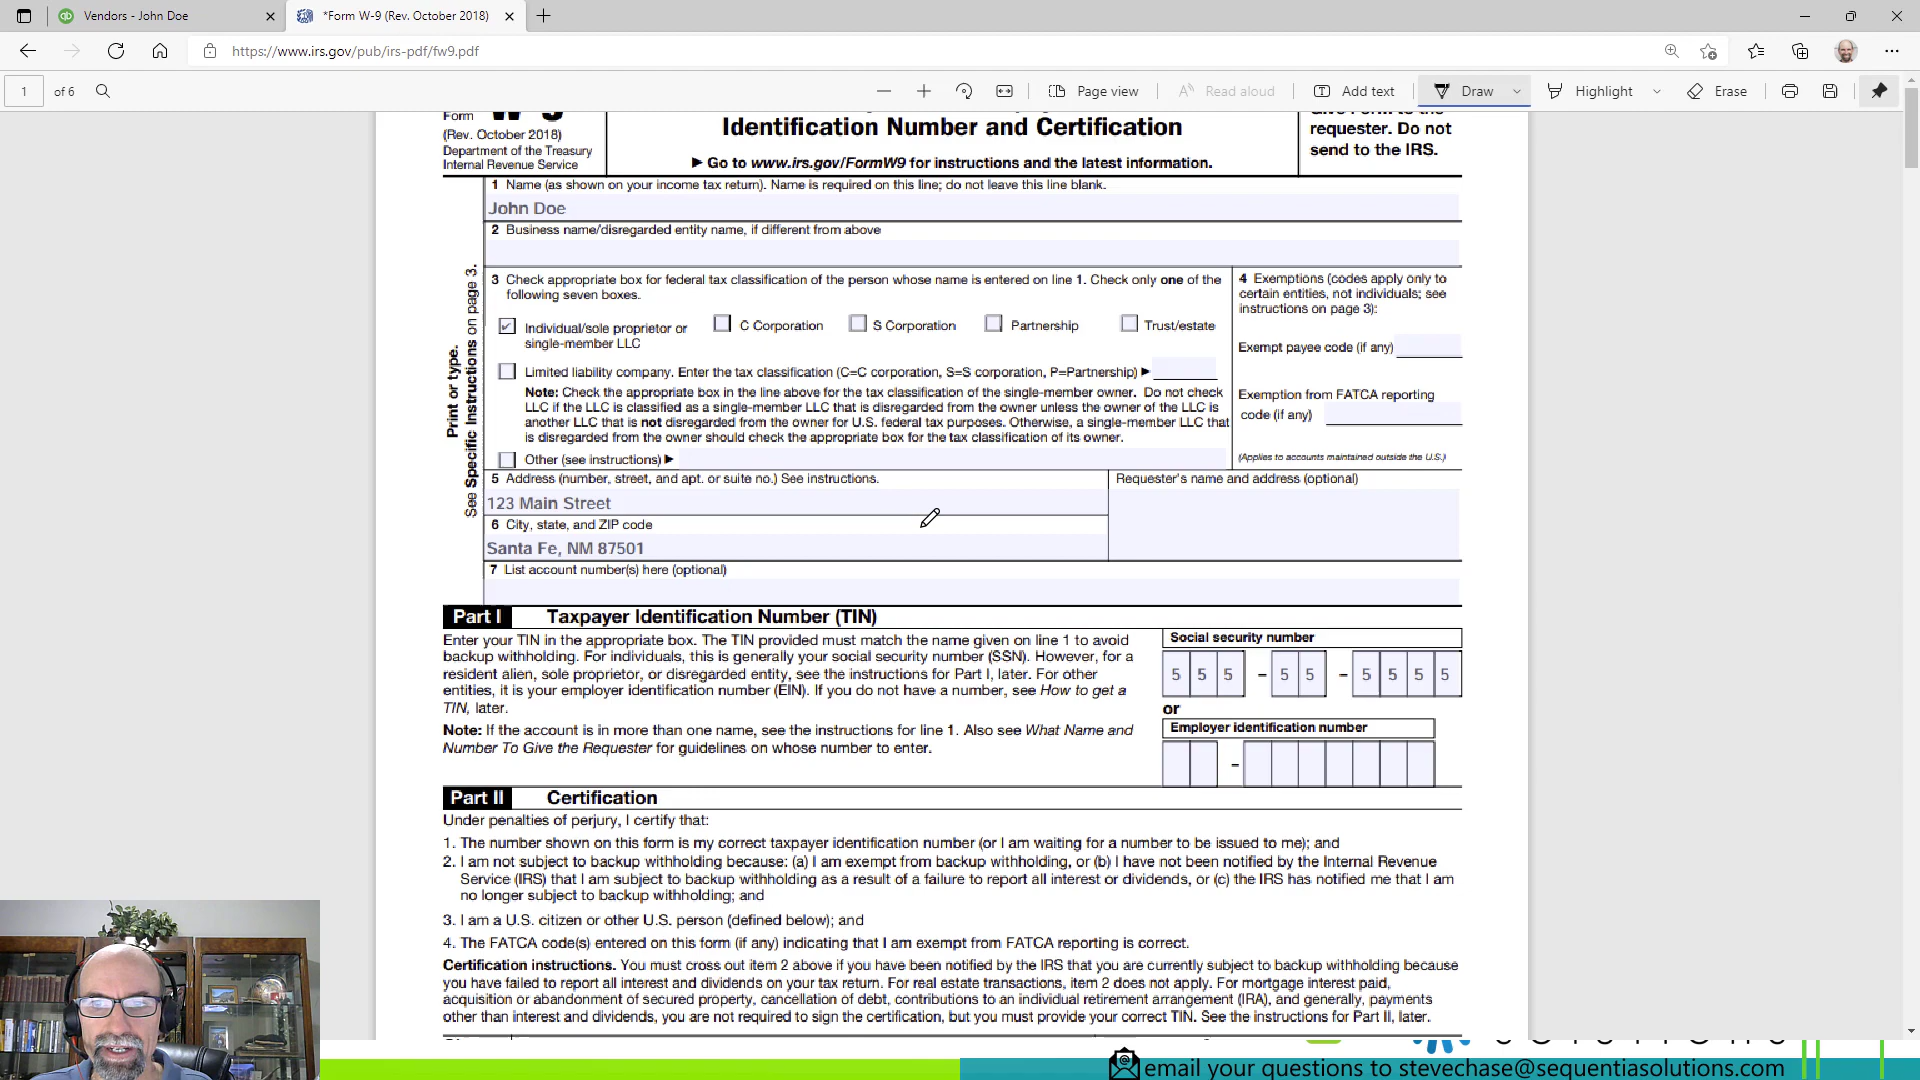 Vendors - John Doe
*Form W-9 (Rev. October 2018)
https://www.irs.gov/pub/irs-pdf/fw9.pdf
1 of 6
Page view
Read aloud
Add text
Draw
Highlight
Erase
Form W-9
(Rev. October 2018)
Department of the Treasury
Internal Revenue Service
Identification Number and Certification
► Go to www.irs.gov/FormW9 for instructions and the latest information.
requester. Do not
send to the IRS.
Print or type.
See Specific Instructions on page 3.
1 Name (as shown on your income tax return). Name is required on this line; do not leave this line blank.
John Doe
2 Business name/disregarded entity name, if different from above
3 Check appropriate box for federal tax classification of the person whose name is entered on line 1. Check only one of the
following seven boxes.
Individual/sole proprietor or
single-member LLC
C Corporation
S Corporation
Partnership
Trust/estate
Limited liability company. Enter the tax classification (C=C corporation, S=S corporation, P=Partnership) ►
Note: Check the appropriate box in the line above for the tax classification of the single-member owner. Do not check
LLC if the LLC is classified as a single-member LLC that is disregarded from the owner unless the owner of the LLC is
another LLC that is not disregarded from the owner for U.S. federal tax purposes. Otherwise, a single-member LLC that
is disregarded from the owner should check the appropriate box for the tax classification of its owner.
Other (see instructions) ►
4 Exemptions (codes apply only to
certain entities, not individuals; see
instructions on page 3):
Exempt payee code (if any)
Exemption from FATCA reporting
code (if any)
(Applies to accounts maintained outside the U.S.)
5 Address (number, street, and apt. or suite no.) See instructions.
123 Main Street
6 City, state, and ZIP code
Santa Fe, NM 87501
Requester's name and address (optional)
7 List account number(s) here (optional)
Part I Taxpayer Identification Number (TIN)
Enter your TIN in the appropriate box. The TIN provided must match the name given on line 1 to avoid
backup withholding. For individuals, this is generally your social security number (SSN). However, for a
resident alien, sole proprietor, or disregarded entity, see the instructions for Part I, later. For other
entities, it is your employer identification number (EIN). If you do not have a number, see How to get a
TIN, later.
Note: If the account is in more than one name, see the instructions for line 1. Also see What Name and
Number To Give the Requester for guidelines on whose number to enter.
Social security number
5 5 5 – 5 5 – 5 5 5 5
or
Employer identification number
–
Part II Certification
Under penalties of perjury, I certify that:
1. The number shown on this form is my correct taxpayer identification number (or I am waiting for a number to be issued to me); and
2. I am not subject to backup withholding because: (a) I am exempt from backup withholding, or (b) I have not been notified by the Internal Revenue
Service (IRS) that I am subject to backup withholding as a result of a failure to report all interest or dividends, or (c) the IRS has notified me that I am
no longer subject to backup withholding; and
3. I am a U.S. citizen or other U.S. person (defined below); and
4. The FATCA code(s) entered on this form (if any) indicating that I am exempt from FATCA reporting is correct.
Certification instructions. You must cross out item 2 above if you have been notified by the IRS that you are currently subject to backup withholding because
you have failed to report all interest and dividends on your tax return. For real estate transactions, item 2 does not apply. For mortgage interest paid,
acquisition or abandonment of secured property, cancellation of debt, contributions to an individual retirement arrangement (IRA), and generally, payments
other than interest and dividends, you are not required to sign the certification, but you must provide your correct TIN. See the instructions for Part II, later.
email your questions to stevechase@sequentiasolutions.com